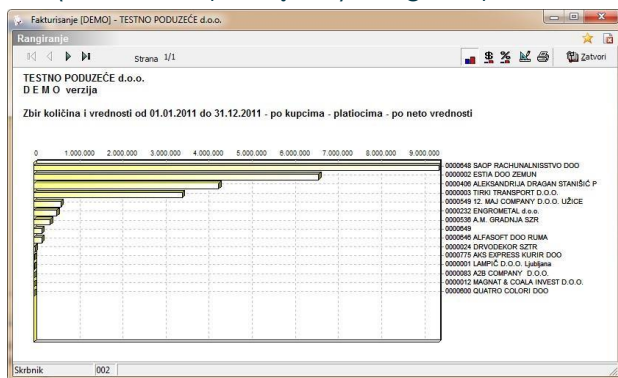 Fakturisanje [DEMO] - TESTNO PODUZEĆE d.o.o.
Rangiranje
Strana 1/1
Zatvori
TESTNO PODUZEĆE d.o.o.
D E M O verzija
Zbir količina i vrednosti od 01.01.2011 do 31.12.2011 - po kupcima - platiocima - po neto vrednosti
0 1.000.000 2.000.000 3.000.000 4.000.000 5.000.000 6.000.000 7.000.000 8.000.000 9.000.000
0000648 SAOP RACHUNALNISSTVO DOO
0000002 ESTIA DOO ZEMUN
0000406 ALEKSANDRIJA DRAGAN STANIŠIĆ P
0000003 TIRKI TRANSPORT D.O.O.
0000549 12. MAJ COMPANY D.O.O. UŽICE
0000232 ENGROMETAL d.o.o.
0000536 A.M. GRADNJA SZR
0000649
0000646 ALFASOFT DOO RUMA
0000024 DRVODEKOR SZTR
0000775 AKS EXPRESS KURIR DOO
0000001 LAMPIČ D.O.O. Ljubljana
0000083 A2B COMPANY D.O.O.
0000012 MAGNAT & COALA INVEST D.O.O.
0000600 QUATRO COLORI DOO
Skrbnik 002